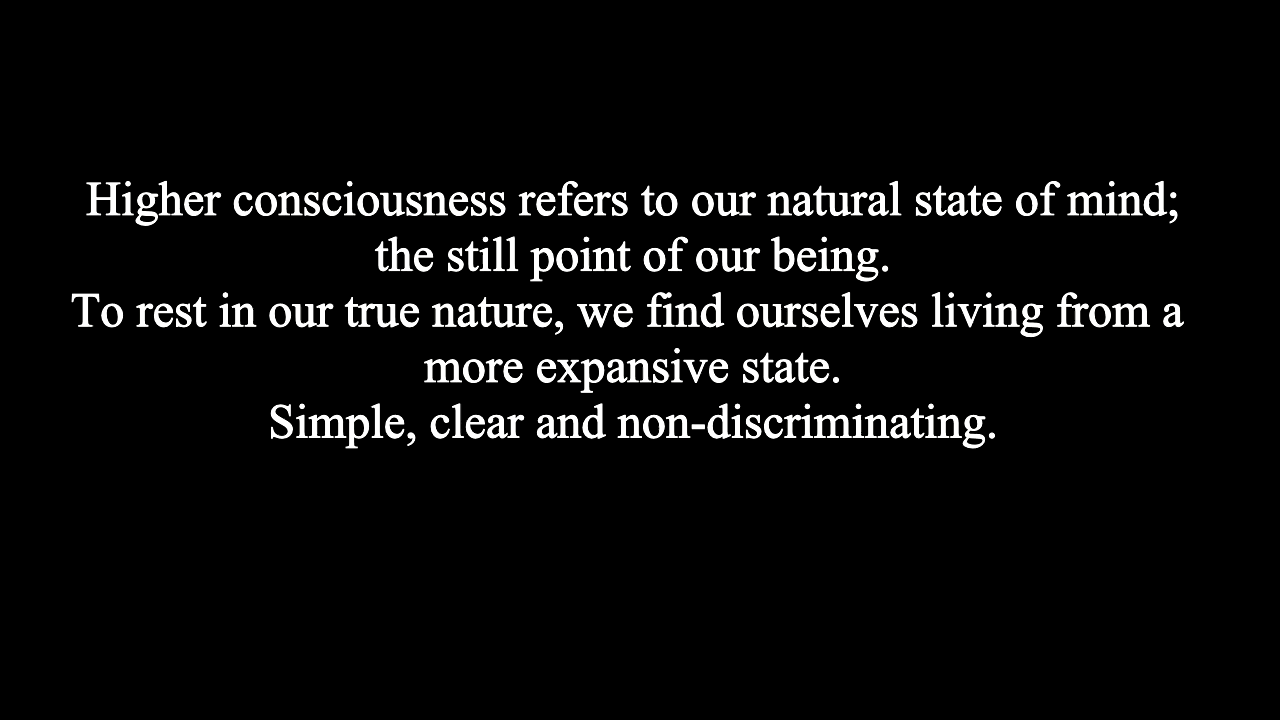 Higher consciousness refers to our natural state of mind;
the still point of our being.
To rest in our true nature, we find ourselves living from a
more expansive state.
Simple, clear and non-discriminating.